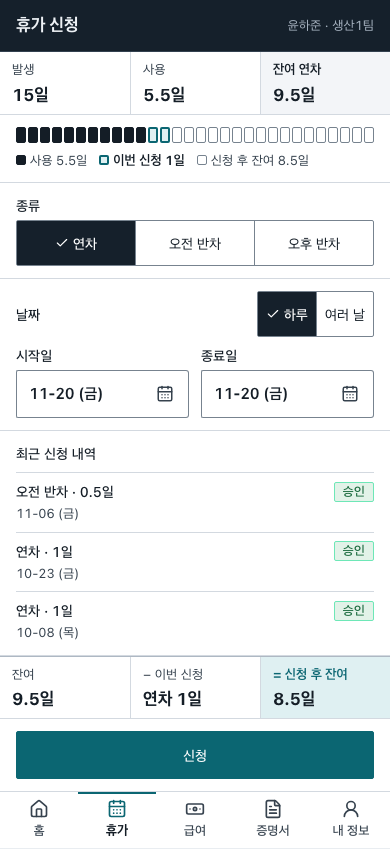 휴가 신청
윤하준 · 생산1팀
발생
15일
사용
5.5일
잔여 연차
9.5일
사용 5.5일 이번 신청 1일 신청 후 잔여 8.5일
종류
연차 오전 반차 오후 반차
날짜
하루 여러 날
시작일
11-20 (금)
종료일
11-20 (금)
최근 신청 내역
오전 반차 · 0.5일
승인
11-06 (금)
연차 · 1일
승인
10-23 (금)
연차 · 1일
승인
10-08 (목)
잔여
9.5일
− 이번 신청
연차 1일
= 신청 후 잔여
8.5일
신청
홈 휴가 급여 증명서 내 정보